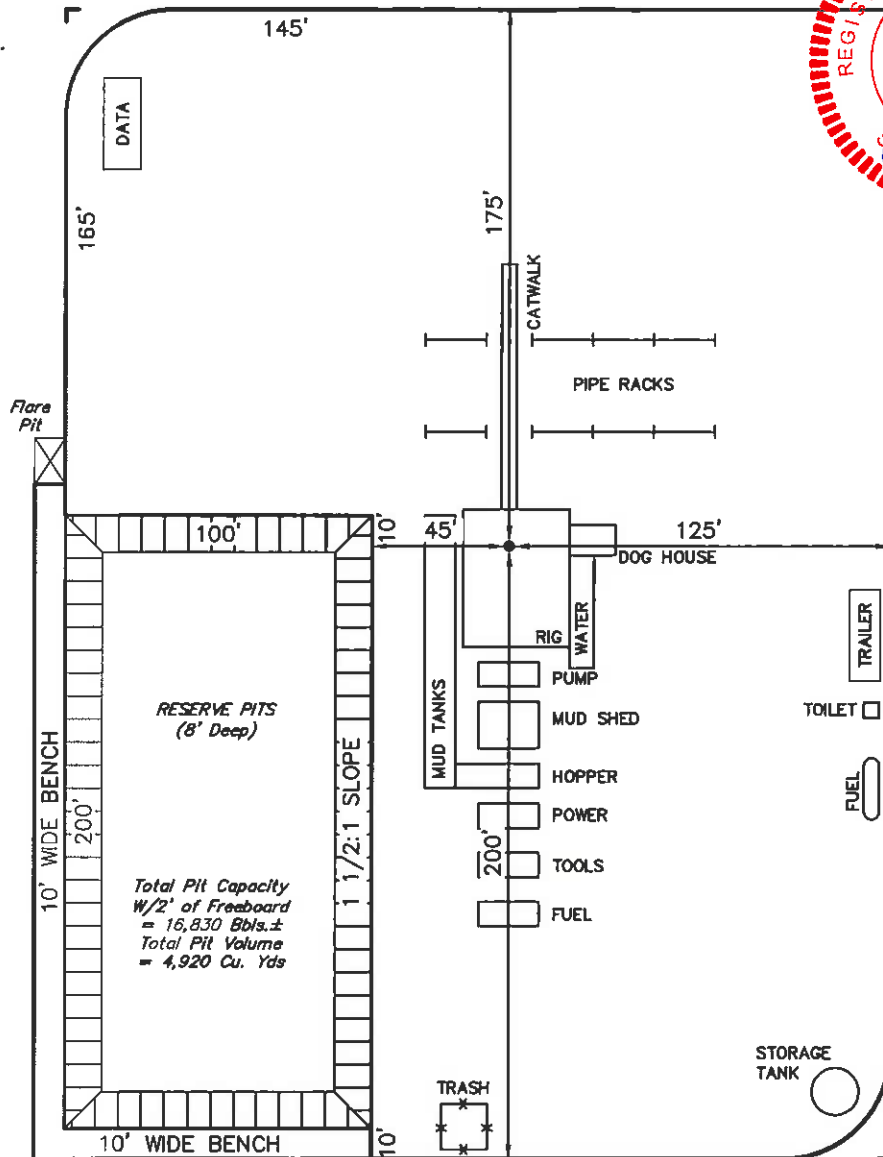 145'
REGIS
DATA
165'
175'
CATWALK
PIPE RACKS
Flare
Pit
100'
10'
45'
125'
DOG HOUSE
RIG
WATER
TRAILER
PUMP
RESERVE PITS
(8' Deep)
MUD TANKS
MUD SHED
TOILET
HOPPER
FUEL
10' WIDE BENCH
200'
1 1/2:1 SLOPE
POWER
200'
TOOLS
Total Pit Capacity
W/2' of Freeboard
= 16,830 Bbls.±
Total Pit Volume
= 4,920 Cu. Yds
FUEL
STORAGE
TANK
TRASH
10' WIDE BENCH
10'